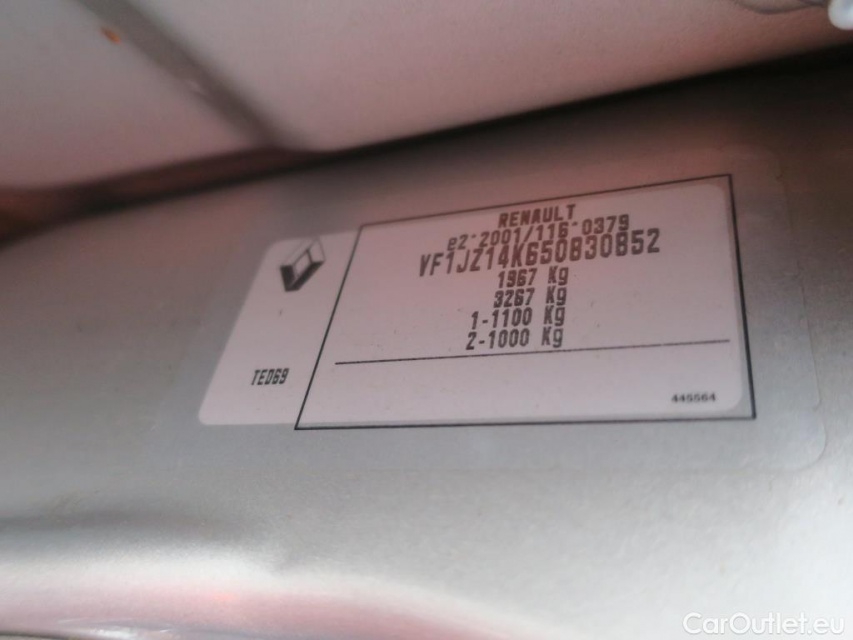 RENAULT
e2*2001/116*0379
VF1JZ14K650830852
1967 Kg
3267 Kg
1-1100 Kg
2-1000 Kg
TED69
445564
CarOutlet.eu